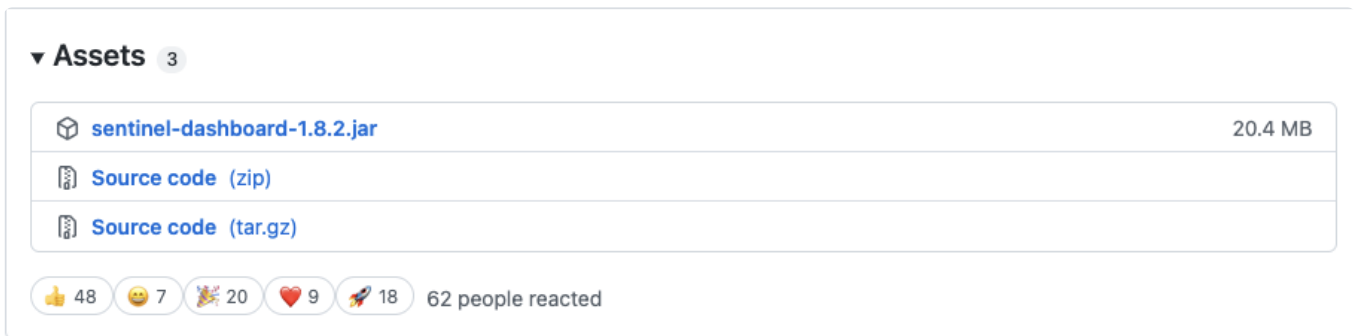 ▾ Assets 3
sentinel-dashboard-1.8.2.jar 20.4 MB
Source code (zip)
Source code (tar.gz)
👍 48 😄 7 🎉 20 ❤️ 9 🚀 18 62 people reacted